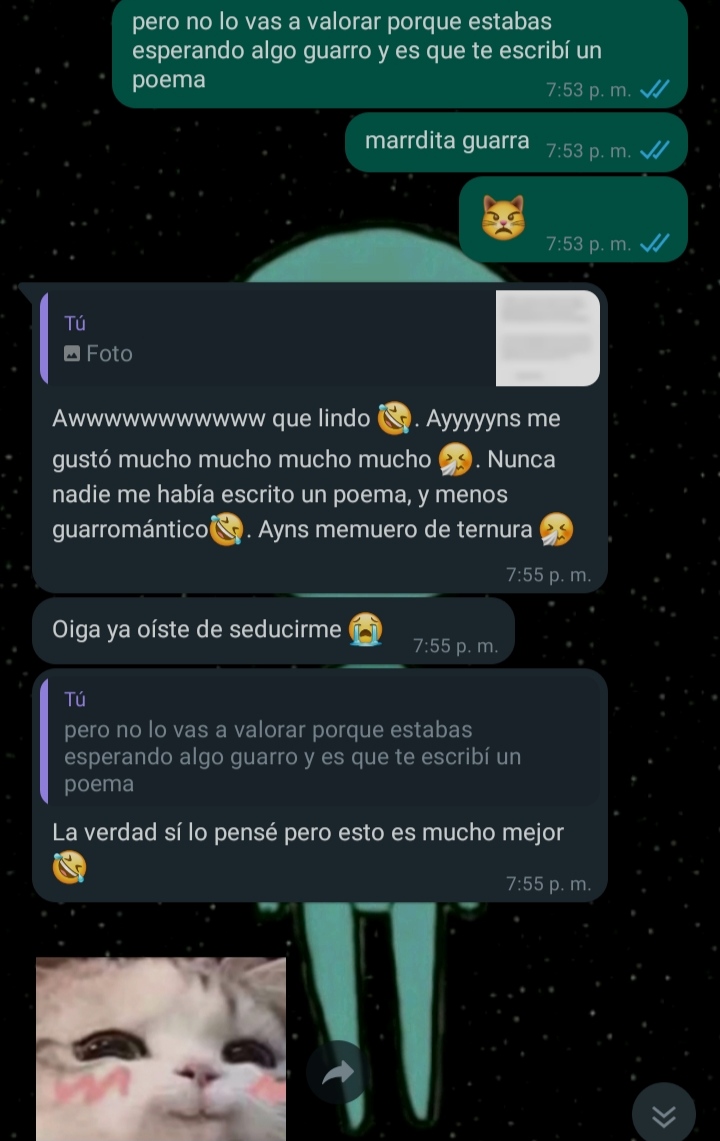 pero no lo vas a valorar porque estabas
esperando algo guarro y es que te escribí un
poema
7:53 p. m.
marrdita guarra
7:53 p. m.
😾
7:53 p. m.
Tú
Foto
Awwwwwwwwwww que lindo 🤣. Ayyyyyns me
gustó mucho mucho mucho mucho 🤧. Nunca
nadie me había escrito un poema, y menos
guarromántico🤣. Ayns memuero de ternura 🤧
7:55 p. m.
Oiga ya oíste de seducirme 😭
7:55 p. m.
Tú
pero no lo vas a valorar porque estabas
esperando algo guarro y es que te escribí un
poema
La verdad sí lo pensé pero esto es mucho mejor
🤣
7:55 p. m.